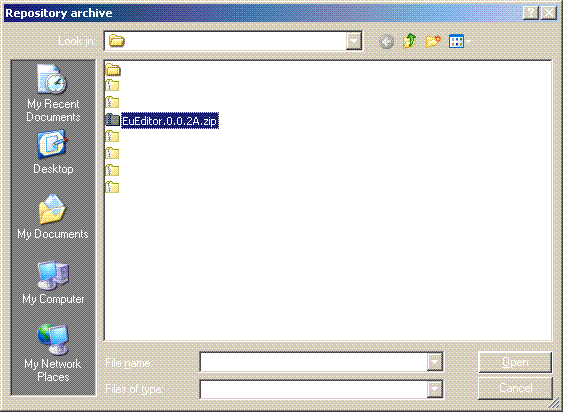 Repository archive
Look in:
My Recent
Documents
Desktop
My Documents
My Computer
My Network
Places
EuEditor.0.0.2A.zip
File name:
Files of type:
Open
Cancel